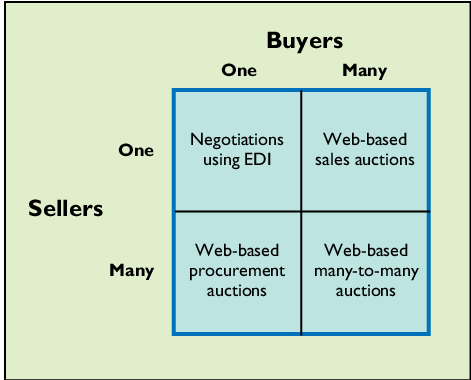 Buyers
One Many
One
Negotiations
using EDI
Web-based
sales auctions
Sellers
Many
Web-based
procurement
auctions
Web-based
many-to-many
auctions